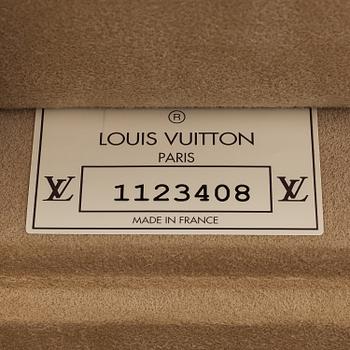 ®
LOUIS VUITTON
PARIS
LV 1123408 LV
MADE IN FRANCE